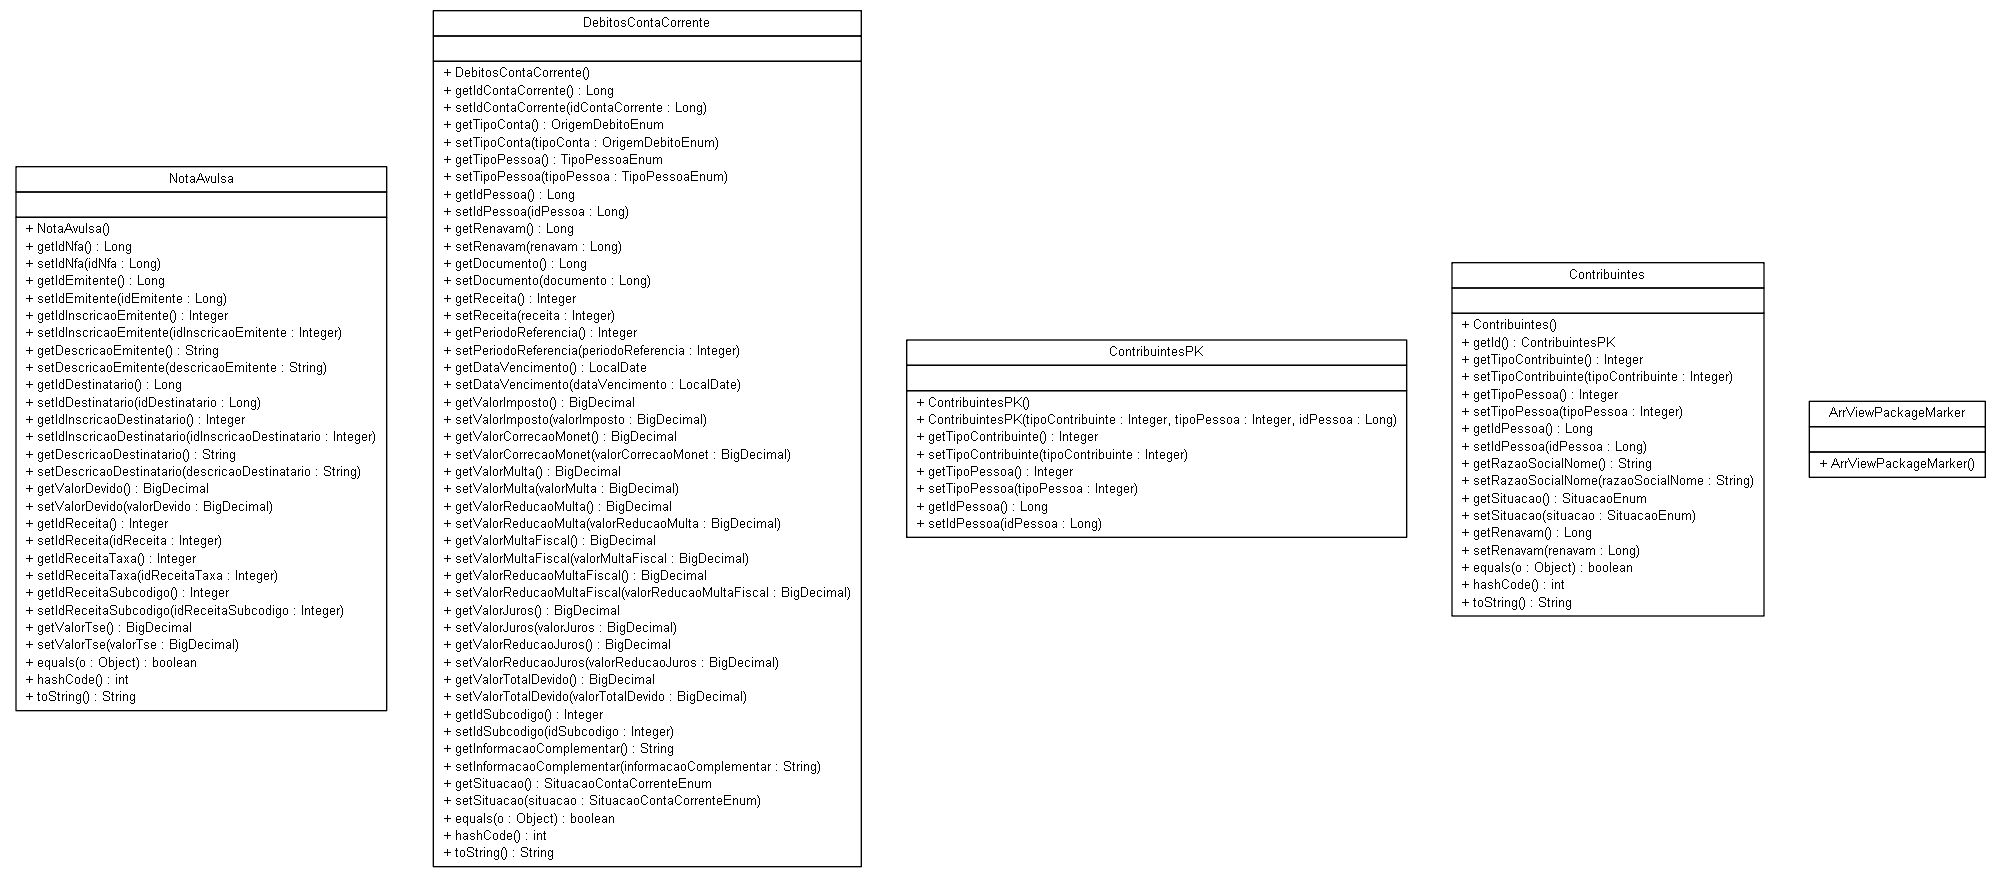 NotaAvulsa
+ NotaAvulsa()
+ getIdNfa() : Long
+ setIdNfa(idNfa : Long)
+ getIdEmitente() : Long
+ setIdEmitente(idEmitente : Long)
+ getIdInscricaoEmitente() : Integer
+ setIdInscricaoEmitente(idInscricaoEmitente : Integer)
+ getDescricaoEmitente() : String
+ setDescricaoEmitente(descricaoEmitente : String)
+ getIdDestinatario() : Long
+ setIdDestinatario(idDestinatario : Long)
+ getIdInscricaoDestinatario() : Integer
+ setIdInscricaoDestinatario(idInscricaoDestinatario : Integer)
+ getDescricaoDestinatario() : String
+ setDescricaoDestinatario(descricaoDestinatario : String)
+ getValorDevido() : BigDecimal
+ setValorDevido(valorDevido : BigDecimal)
+ getIdReceita() : Integer
+ setIdReceita(idReceita : Integer)
+ getIdReceitaTaxa() : Integer
+ setIdReceitaTaxa(idReceitaTaxa : Integer)
+ getIdReceitaSubcodigo() : Integer
+ setIdReceitaSubcodigo(idReceitaSubcodigo : Integer)
+ getValorTse() : BigDecimal
+ setValorTse(valorTse : BigDecimal)
+ equals(o : Object) : boolean
+ hashCode() : int
+ toString() : String
DebitosContaCorrente
+ DebitosContaCorrente()
+ getIdContaCorrente() : Long
+ setIdContaCorrente(idContaCorrente : Long)
+ getTipoConta() : OrigemDebitoEnum
+ setTipoConta(tipoConta : OrigemDebitoEnum)
+ getTipoPessoa() : TipoPessoaEnum
+ setTipoPessoa(tipoPessoa : TipoPessoaEnum)
+ getIdPessoa() : Long
+ setIdPessoa(idPessoa : Long)
+ getRenavam() : Long
+ setRenavam(renavam : Long)
+ getDocumento() : Long
+ setDocumento(documento : Long)
+ getReceita() : Integer
+ setReceita(receita : Integer)
+ getPeriodoReferencia() : Integer
+ setPeriodoReferencia(periodoReferencia : Integer)
+ getDataVencimento() : LocalDate
+ setDataVencimento(dataVencimento : LocalDate)
+ getValorImposto() : BigDecimal
+ setValorImposto(valorImposto : BigDecimal)
+ getValorCorrecaoMonet() : BigDecimal
+ setValorCorrecaoMonet(valorCorrecaoMonet : BigDecimal)
+ getValorMulta() : BigDecimal
+ setValorMulta(valorMulta : BigDecimal)
+ getValorReducaoMulta() : BigDecimal
+ setValorReducaoMulta(valorReducaoMulta : BigDecimal)
+ getValorMultaFiscal() : BigDecimal
+ setValorMultaFiscal(valorMultaFiscal : BigDecimal)
+ getValorReducaoMultaFiscal() : BigDecimal
+ setValorReducaoMultaFiscal(valorReducaoMultaFiscal : BigDecimal)
+ getValorJuros() : BigDecimal
+ setValorJuros(valorJuros : BigDecimal)
+ getValorReducaoJuros() : BigDecimal
+ setValorReducaoJuros(valorReducaoJuros : BigDecimal)
+ getValorTotalDevido() : BigDecimal
+ setValorTotalDevido(valorTotalDevido : BigDecimal)
+ getIdSubcodigo() : Integer
+ setIdSubcodigo(idSubcodigo : Integer)
+ getInformacaoComplementar() : String
+ setInformacaoComplementar(informacaoComplementar : String)
+ getSituacao() : SituacaoContaCorrenteEnum
+ setSituacao(situacao : SituacaoContaCorrenteEnum)
+ equals(o : Object) : boolean
+ hashCode() : int
+ toString() : String
ContribuintesPK
+ ContribuintesPK()
+ ContribuintesPK(tipoContribuinte : Integer, tipoPessoa : Integer, idPessoa : Long)
+ getTipoContribuinte() : Integer
+ setTipoContribuinte(tipoContribuinte : Integer)
+ getTipoPessoa() : Integer
+ setTipoPessoa(tipoPessoa : Integer)
+ getIdPessoa() : Long
+ setIdPessoa(idPessoa : Long)
Contribuintes
+ Contribuintes()
+ getId() : ContribuintesPK
+ getTipoContribuinte() : Integer
+ setTipoContribuinte(tipoContribuinte : Integer)
+ getTipoPessoa() : Integer
+ setTipoPessoa(tipoPessoa : Integer)
+ getIdPessoa() : Long
+ setIdPessoa(idPessoa : Long)
+ getRazaoSocialNome() : String
+ setRazaoSocialNome(razaoSocialNome : String)
+ getSituacao() : SituacaoEnum
+ setSituacao(situacao : SituacaoEnum)
+ getRenavam() : Long
+ setRenavam(renavam : Long)
+ equals(o : Object) : boolean
+ hashCode() : int
+ toString() : String
ArrViewPackageMarker
+ ArrViewPackageMarker()